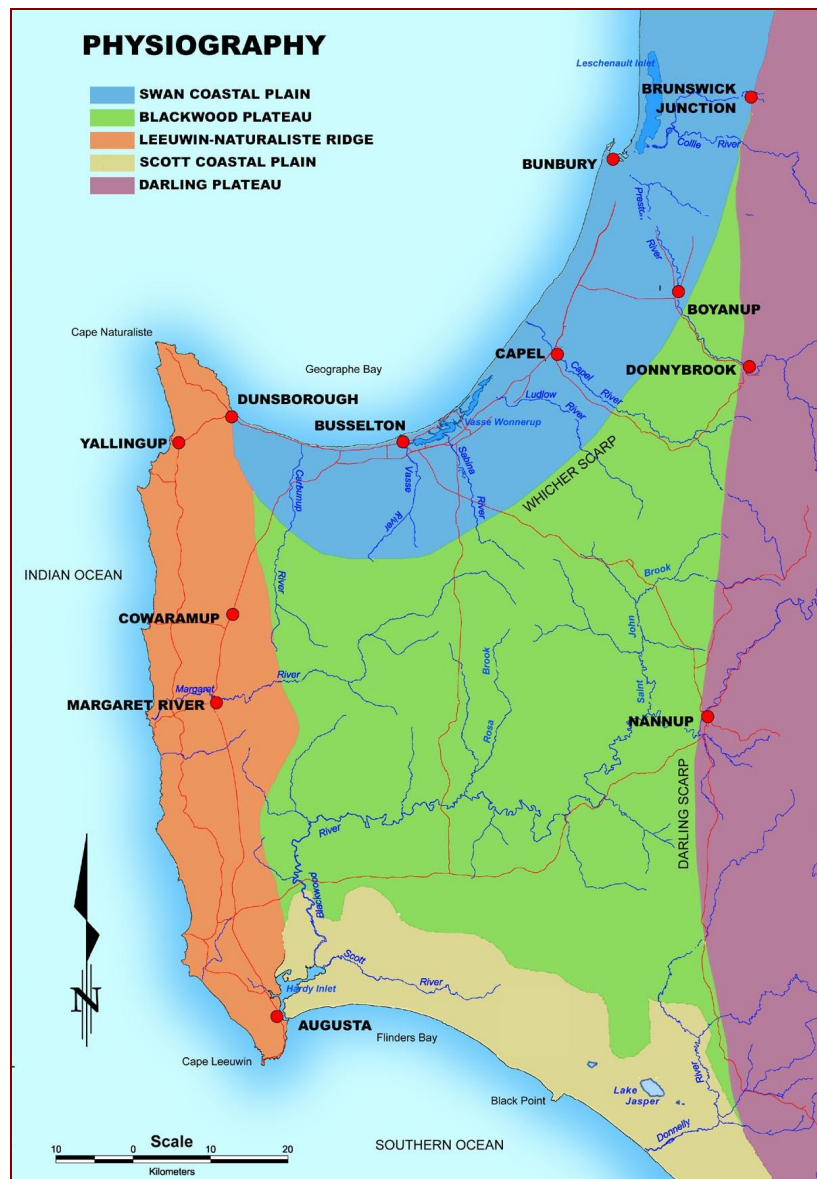 PHYSIOGRAPHY
SWAN COASTAL PLAIN
BLACKWOOD PLATEAU
LEEUWIN-NATURALISTE RIDGE
SCOTT COASTAL PLAIN
DARLING PLATEAU
Leschenault Inlet
BRUNSWICK
JUNCTION
Collie River
BUNBURY
Preston
River
BOYANUP
Cape Naturaliste
CAPEL
Capel
River
DONNYBROOK
Geographe Bay
DUNSBOROUGH
Ludlow
River
BUSSELTON
Vasse Wonnerup
YALLINGUP
Carbunup
River
Vasse
River
Sabina
River
WHICHER SCARP
INDIAN OCEAN
Brook
John
Saint
COWARAMUP
Margaret
River
MARGARET RIVER
Brook
Rosa
NANNUP
DARLING SCARP
River
Blackwood
Scott
River
N
Hardy Inlet
AUGUSTA
Flinders Bay
Cape Leeuwin
Black Point
Lake
Jasper
River
Donnelly
Scale
10 0 10 20
Kilometers
SOUTHERN OCEAN